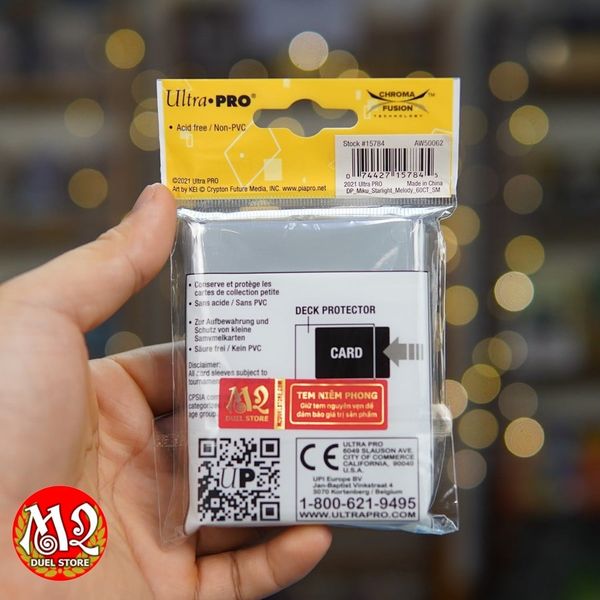 Ultra•PRO®
CHROMA
FUSION
TECHNOLOGY
™
• Acid free / Non-PVC
Stock #15784
AW50062
0 74427 15784 5
©2021 Ultra PRO
Art by KEI © Crypton Future Media, INC. www.piapro.net
2021 Ultra PRO
Made in China
DP_Miku_Starlight_Melody_60CT_SM
• Conserve et protège les
cartes de collection petite
• Sans acide / Sans PVC
• Zur Aufbewahrung und
Schutz von kleine
Sammelkarten
• Säure frei / Kein PVC
DECK PROTECTOR
CARD
Disclaimer:
All card sleeves subject to
tournament
CPSIA
categorized
age group.
M2
DUEL STORE
TEM NIÊM PHONG
Giữ tem nguyên vẹn để
đảm bảo giá trị sản phẩm
UP
CE
ULTRA PRO
6049 SLAUSON AVE.
CITY OF COMMERCE
CALIFORNIA, 90040
U.S.A.
UPI Europe BV
Jan-Baptist Vinkstraat 4
3070 Kortenberg / Belgium
1-800-621-9495
WWW.ULTRAPRO.COM
M2
DUEL STORE